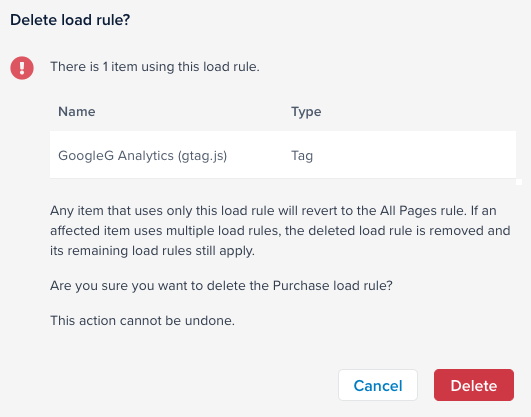 Delete load rule?
There is 1 item using this load rule.
Name Type
GoogleG Analytics (gtag.js) Tag
Any item that uses only this load rule will revert to the All Pages rule. If an
affected item uses multiple load rules, the deleted load rule is removed and
its remaining load rules still apply.
Are you sure you want to delete the Purchase load rule?
This action cannot be undone.
Cancel Delete